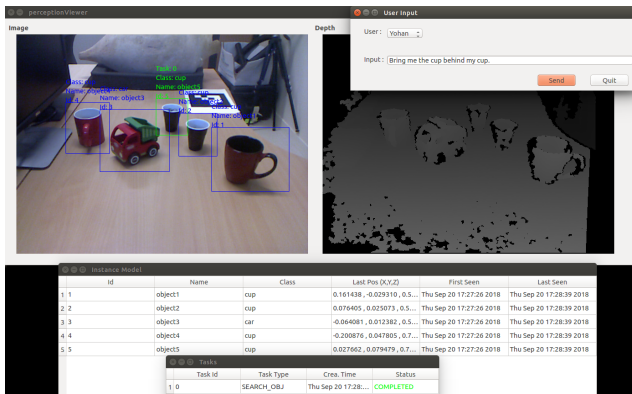 perceptionViewer
User Input
Image
Depth
User :
Yohan
Input :
Bring me the cup behind my cup.
Send
Quit
Task: 0
Class: cup
Name: object5
Class: cup
Id: 4
Name: object3
Id: 3
Id: 2
Id: 1
Instance Model
Id Name Class Last Pos (X,Y,Z) First Seen Last Seen
1 1 object1 cup 0.161438 , -0.029310 , 0.5... Thu Sep 20 17:27:26 2018 Thu Sep 20 17:28:39 2018
2 2 object2 cup 0.076405 , 0.025073 , 0.5... Thu Sep 20 17:27:26 2018 Thu Sep 20 17:28:39 2018
3 3 object3 car -0.064081 , 0.012382 , 0.5... Thu Sep 20 17:27:26 2018 Thu Sep 20 17:28:39 2018
4 4 object4 cup -0.200876 , 0.047805 , 0.7... Thu Sep 20 17:27:26 2018 Thu Sep 20 17:28:39 2018
5 5 object5 cup 0.027662 , 0.079479 , 0.7... Thu Sep 20 17:27:26 2018 Thu Sep 20 17:28:39 2018
Tasks
Task Id Task Type Crea. Time Status
1 0 SEARCH_OBJ Thu Sep 20 17:28:... COMPLETED